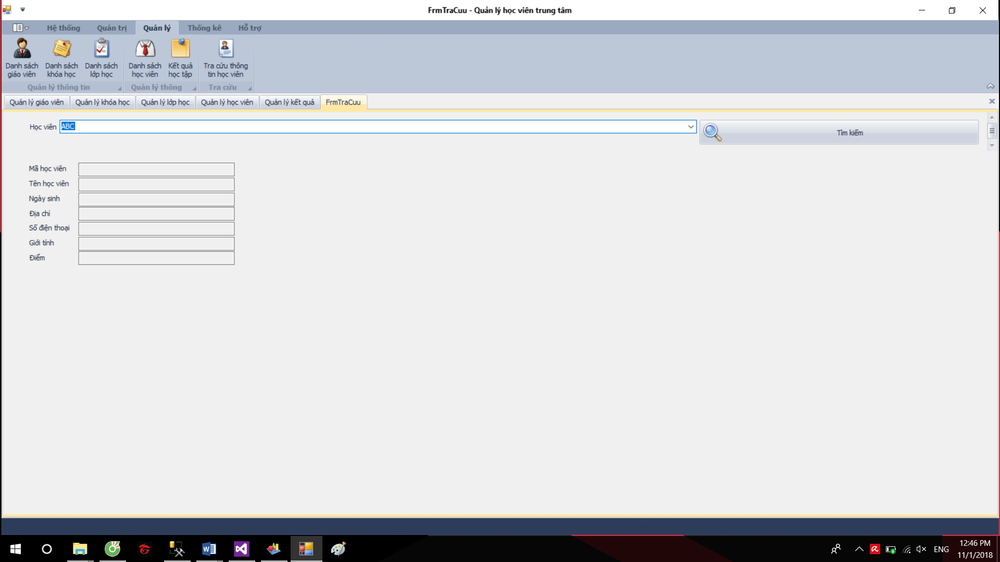 FrmTraCuu - Quản lý học viên trung tâm
Hệ thống Quản trị Quản lý Thống kê Hỗ trợ
Danh sách giáo viên
Danh sách khóa học
Danh sách lớp học
Danh sách học viên
Kết quả học tập
Tra cứu thông tin học viên
Quản lý thông tin Quản lý thông Tra cứu
Quản lý giáo viên Quản lý khóa học Quản lý lớp học Quản lý học viên Quản lý kết quả FrmTraCuu
Học viên ABC Tìm kiếm
Mã học viên
Tên học viên
Ngày sinh
Địa chỉ
Số điện thoại
Giới tính
Điểm
ENG
12:46 PM
11/1/2018